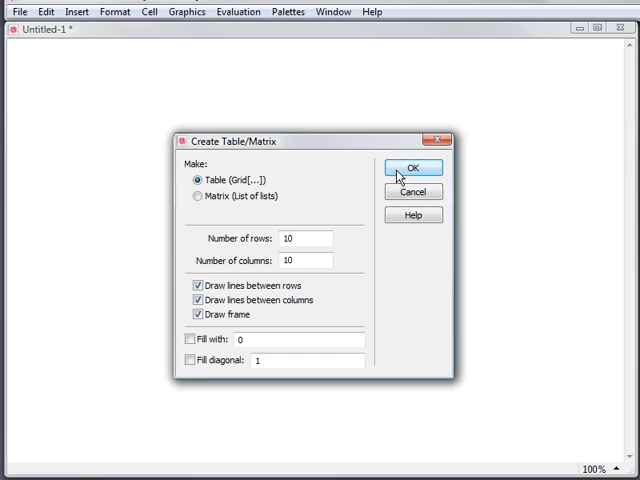 File Edit Insert Format Cell Graphics Evaluation Palettes Window Help
Untitled-1 *
Create Table/Matrix
Make:
Table (Grid[...])
Matrix (List of lists)
OK
Cancel
Help
Number of rows: 10
Number of columns: 10
Draw lines between rows
Draw lines between columns
Draw frame
Fill with: 0
Fill diagonal: 1
100%